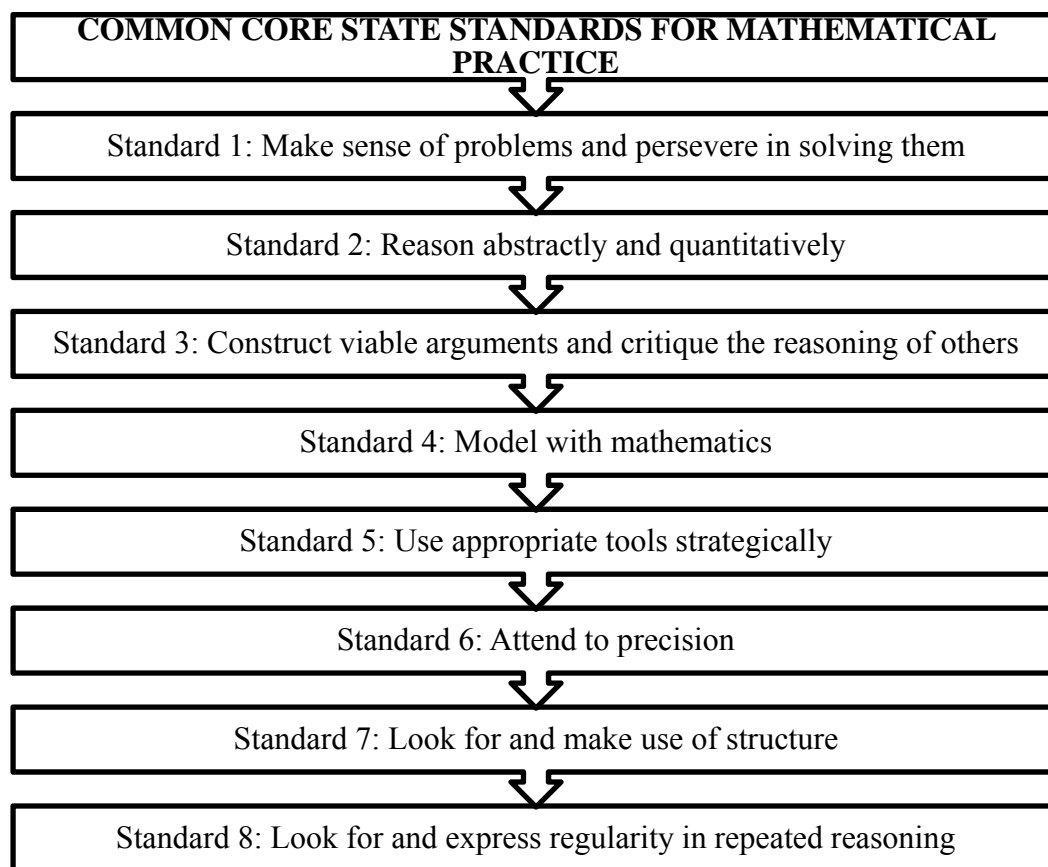 COMMON CORE STATE STANDARDS FOR MATHEMATICAL
PRACTICE
Standard 1: Make sense of problems and persevere in solving them
Standard 2: Reason abstractly and quantitatively
Standard 3: Construct viable arguments and critique the reasoning of others
Standard 4: Model with mathematics
Standard 5: Use appropriate tools strategically
Standard 6: Attend to precision
Standard 7: Look for and make use of structure
Standard 8: Look for and express regularity in repeated reasoning